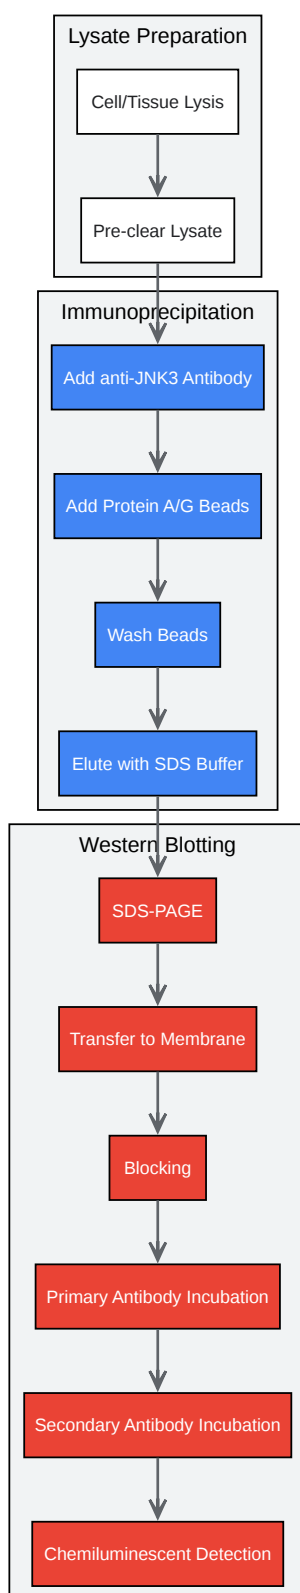 Lysate Preparation
Cell/Tissue Lysis
Pre-clear Lysate
Immunoprecipitation
Add anti-JNK3 Antibody
Add Protein A/G Beads
Wash Beads
Elute with SDS Buffer
Western Blotting
SDS-PAGE
Transfer to Membrane
Blocking
Primary Antibody Incubation
Secondary Antibody Incubation
Chemiluminescent Detection